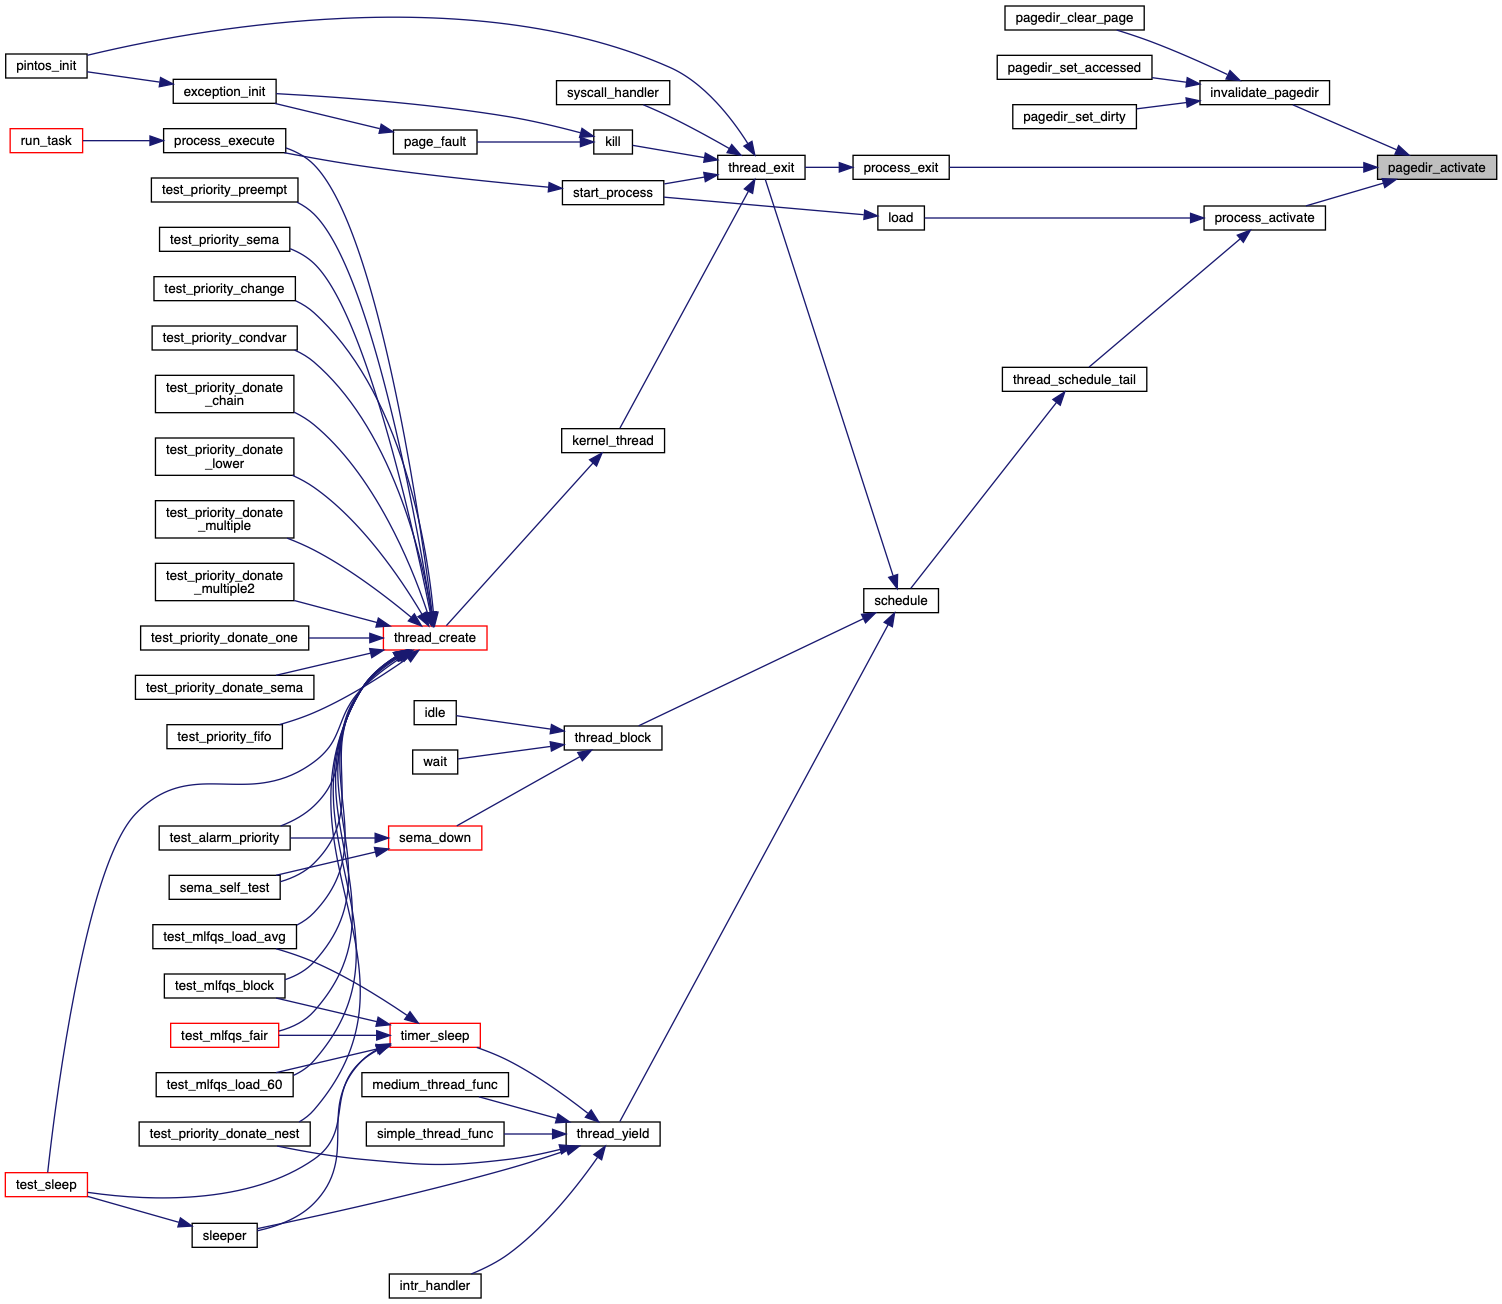 pagedir_clear_page
pintos_init
pagedir_set_accessed
exception_init
syscall_handler
invalidate_pagedir
pagedir_set_dirty
run_task
process_execute
page_fault
kill
thread_exit
process_exit
pagedir_activate
test_priority_preempt
start_process
load
process_activate
test_priority_sema
test_priority_change
test_priority_condvar
thread_schedule_tail
test_priority_donate
_chain
kernel_thread
test_priority_donate
_lower
test_priority_donate
_multiple
test_priority_donate
_multiple2
schedule
test_priority_donate_one
thread_create
test_priority_donate_sema
idle
test_priority_fifo
thread_block
wait
test_alarm_priority
sema_down
sema_self_test
test_mlfqs_load_avg
test_mlfqs_block
test_mlfqs_fair
timer_sleep
test_mlfqs_load_60
medium_thread_func
test_priority_donate_nest
simple_thread_func
thread_yield
test_sleep
sleeper
intr_handler